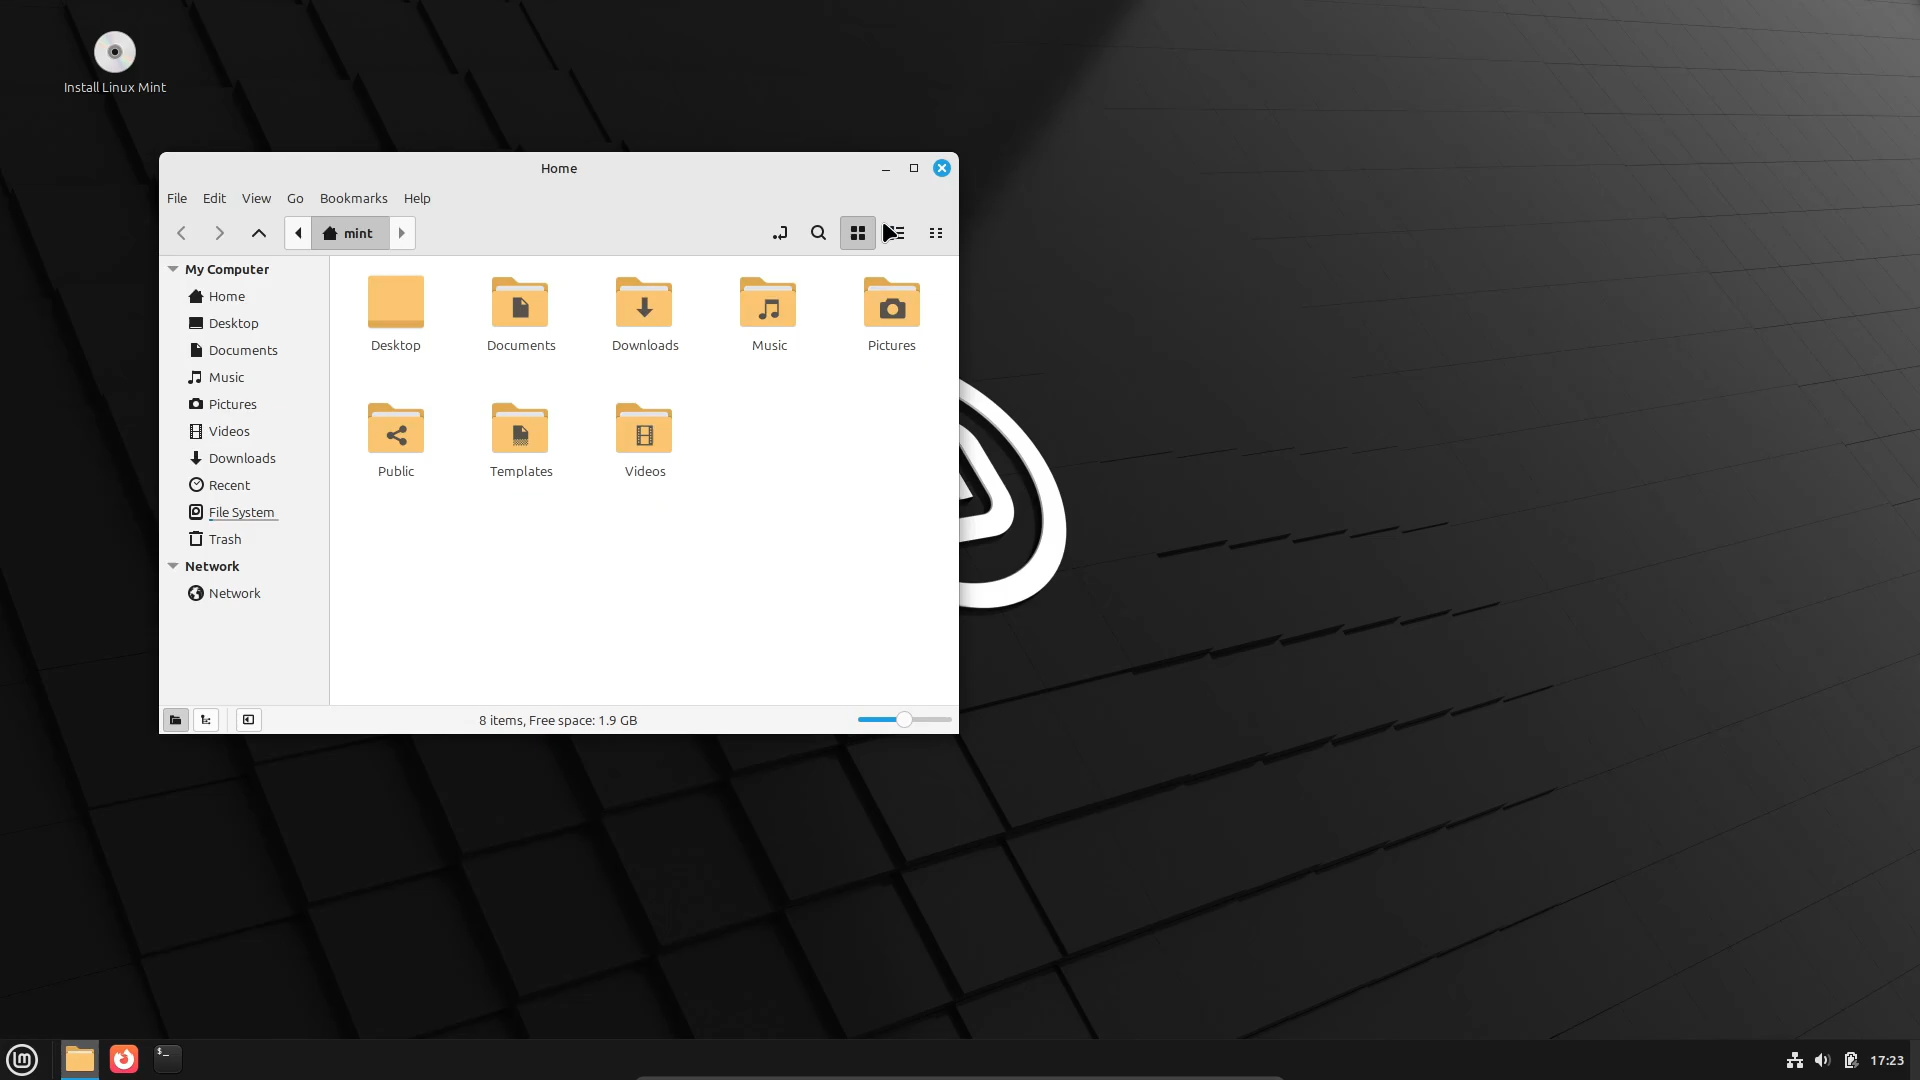 Install Linux Mint
Home
File Edit View Go Bookmarks Help
mint
My Computer
Home
Desktop
Documents
Music
Pictures
Videos
Downloads
Recent
File System
Trash
Network
Network
Desktop Documents Downloads Music Pictures
Public Templates Videos
8 items, Free space: 1.9 GB
$_
17:23